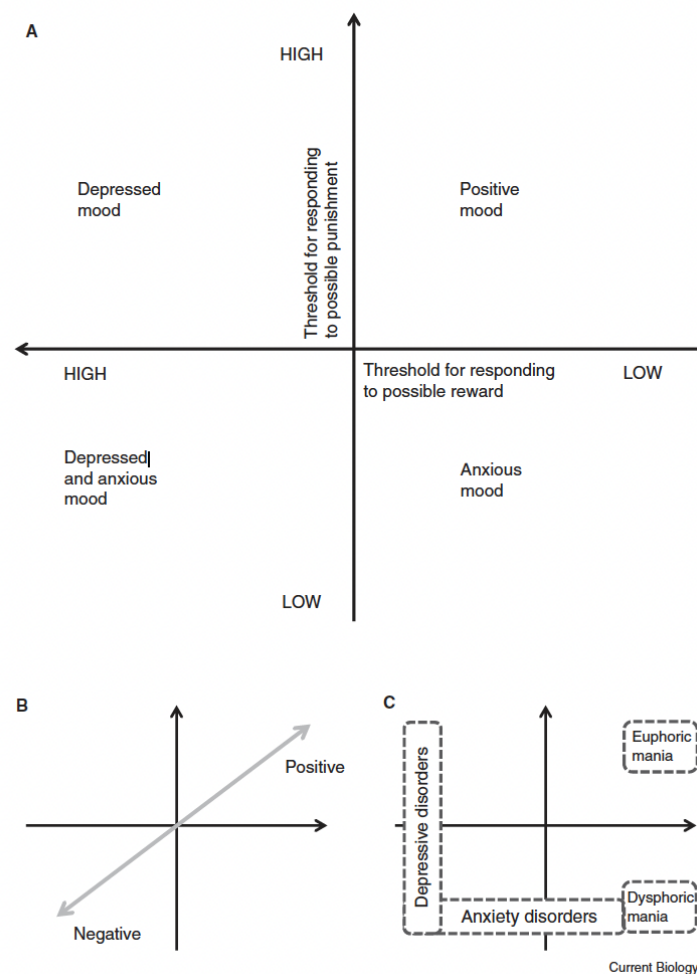 A
HIGH
Threshold for responding
to possible punishment
Depressed
mood
Positive
mood
HIGH
Threshold for responding
to possible reward
LOW
Depressed
and anxious
mood
Anxious
mood
LOW
B
Positive
Negative
C
Euphoric
mania
Depressive disorders
Anxiety disorders
Dysphoric
mania
Current Biology